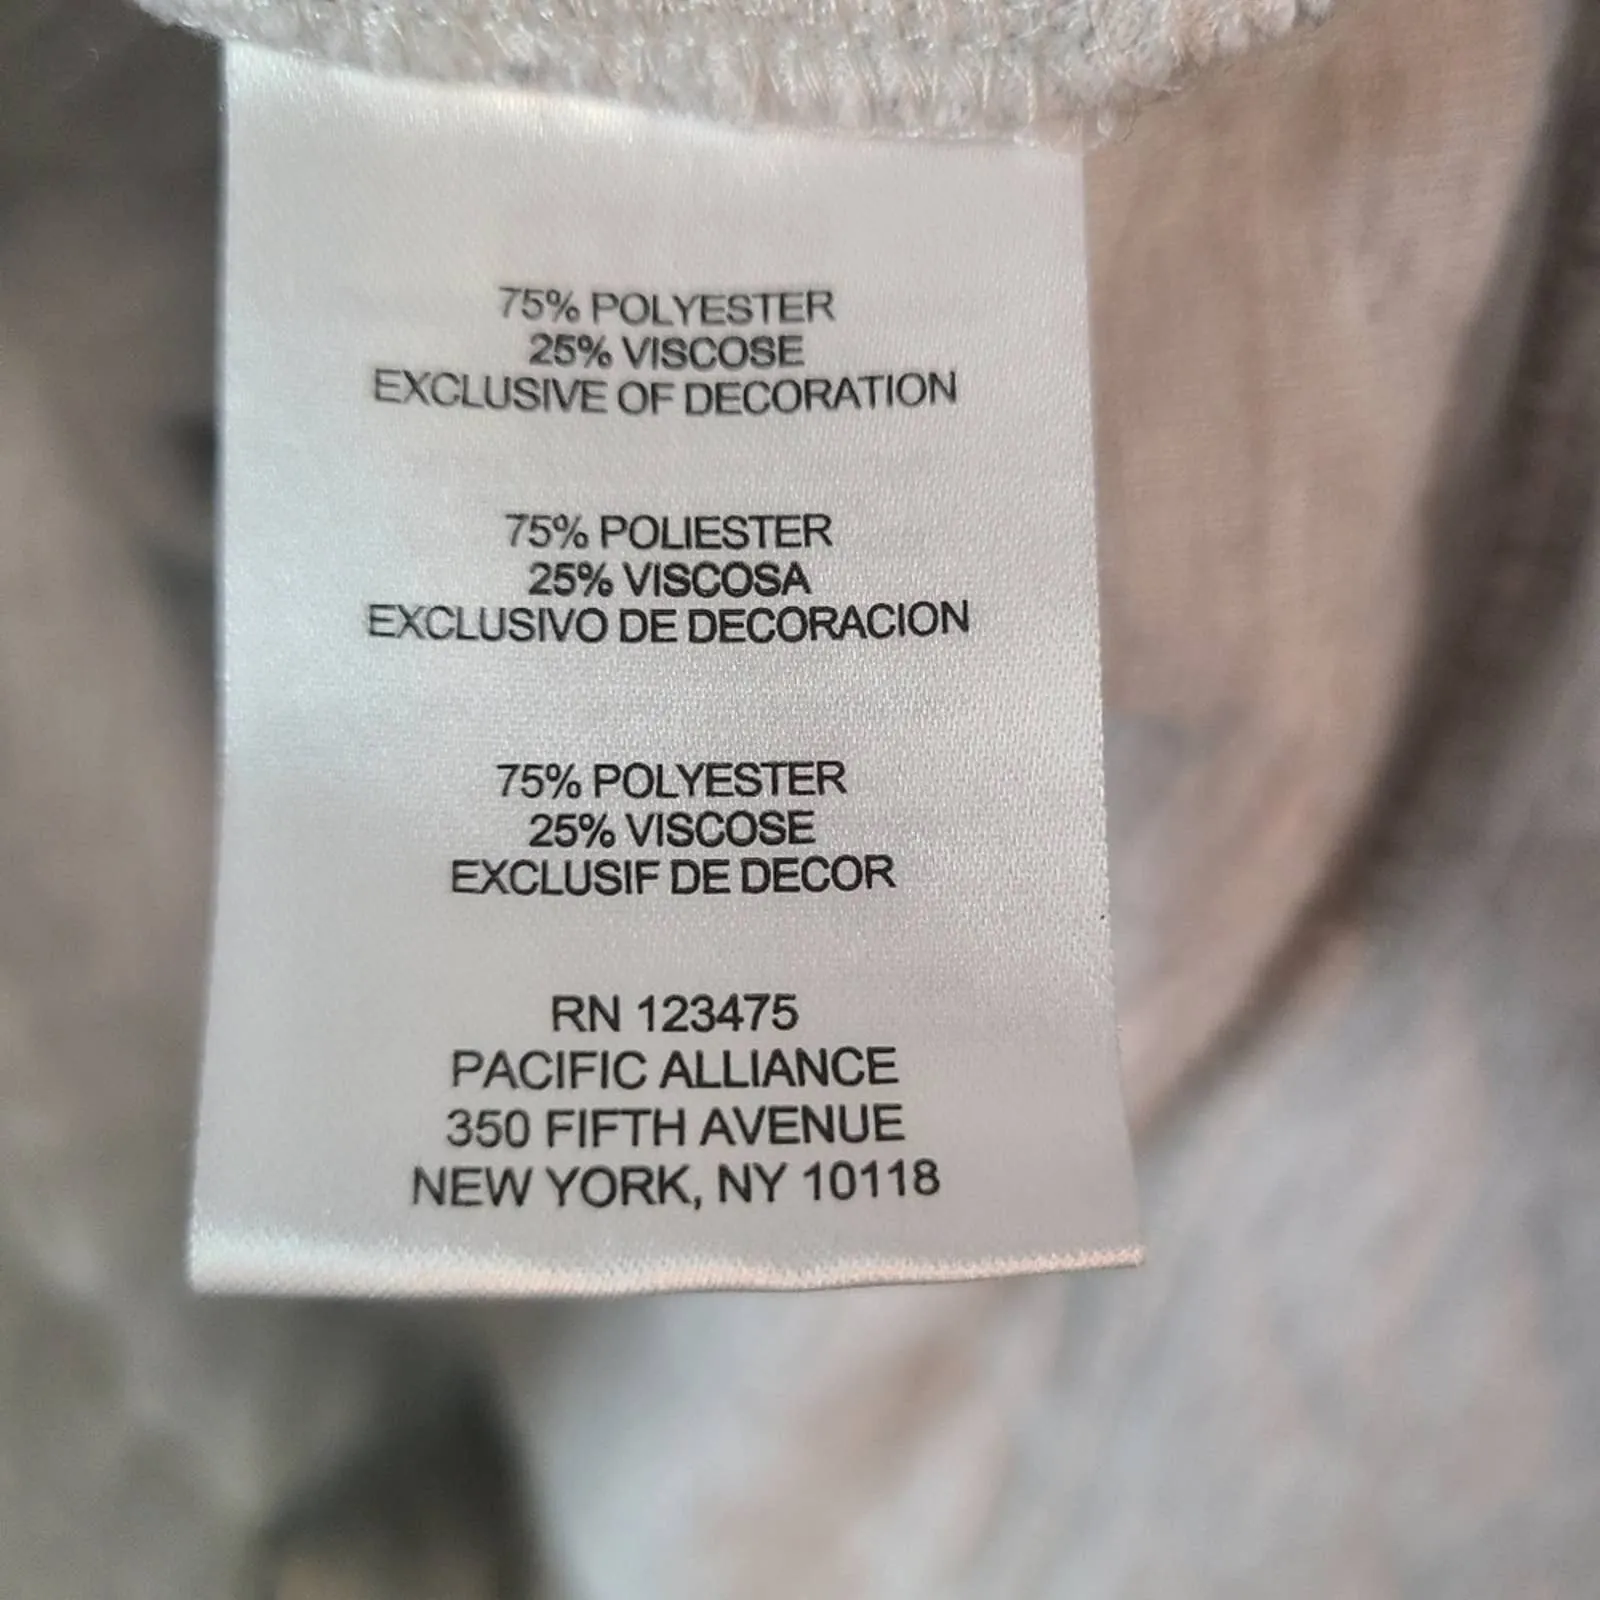 75% POLYESTER
25% VISCOSE
EXCLUSIVE OF DECORATION
75% POLIESTER
25% VISCOSA
EXCLUSIVO DE DECORACION
75% POLYESTER
25% VISCOSE
EXCLUSIF DE DECOR
RN 123475
PACIFIC ALLIANCE
350 FIFTH AVENUE
NEW YORK, NY 10118